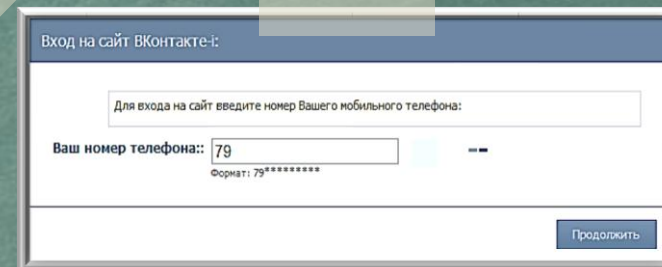 Вход на сайт ВКонтакте-i:
Для входа на сайт введите номер Вашего мобильного телефона:
Ваш номер телефона:: 79
Формат: 79*********
Продолжить